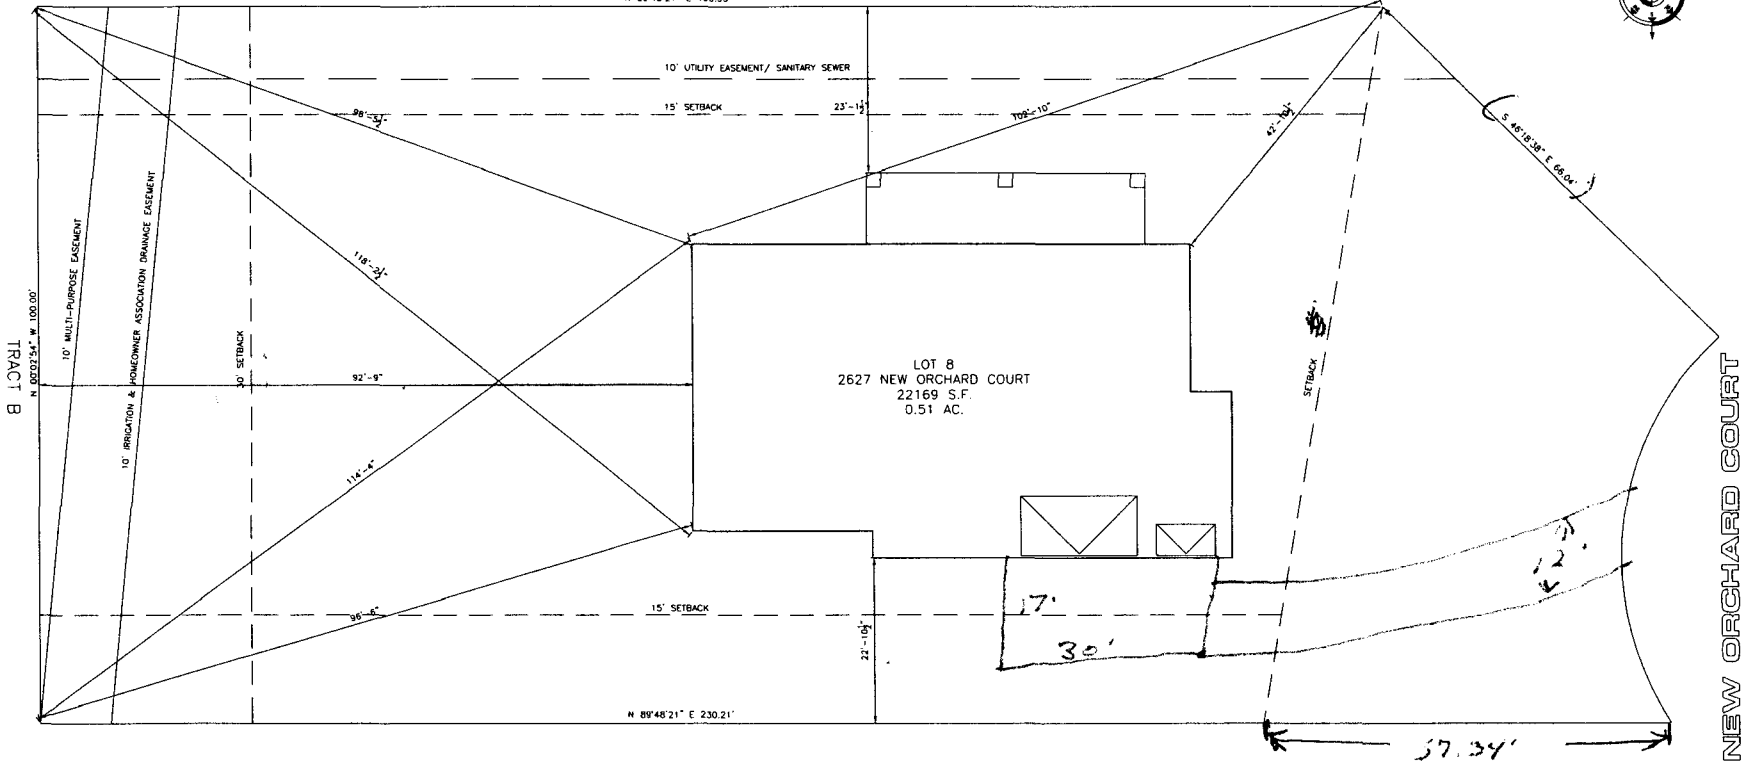 10' UTILITY EASEMENT/ SANITARY SEWER
15' SETBACK
23'-1½"
98'-5½"
102'-10"
42'-10½"
S 46°18'38" E 66.04'
10' MULTI-PURPOSE EASEMENT
10' IRRIGATION & HOMEOWNER ASSOCIATION DRAINAGE EASEMENT
118'-2½"
N 00°02'54" W 100.00'
TRACT B
30' SETBACK
92'-9"
LOT 8
2627 NEW ORCHARD COURT
22169 S.F.
0.51 AC.
SETBACK
NEW ORCHARD COURT
114'-4"
12'
96'-6"
15' SETBACK
17'
30'
22'-10½"
N 89°48'21" E 230.21'
57.34'